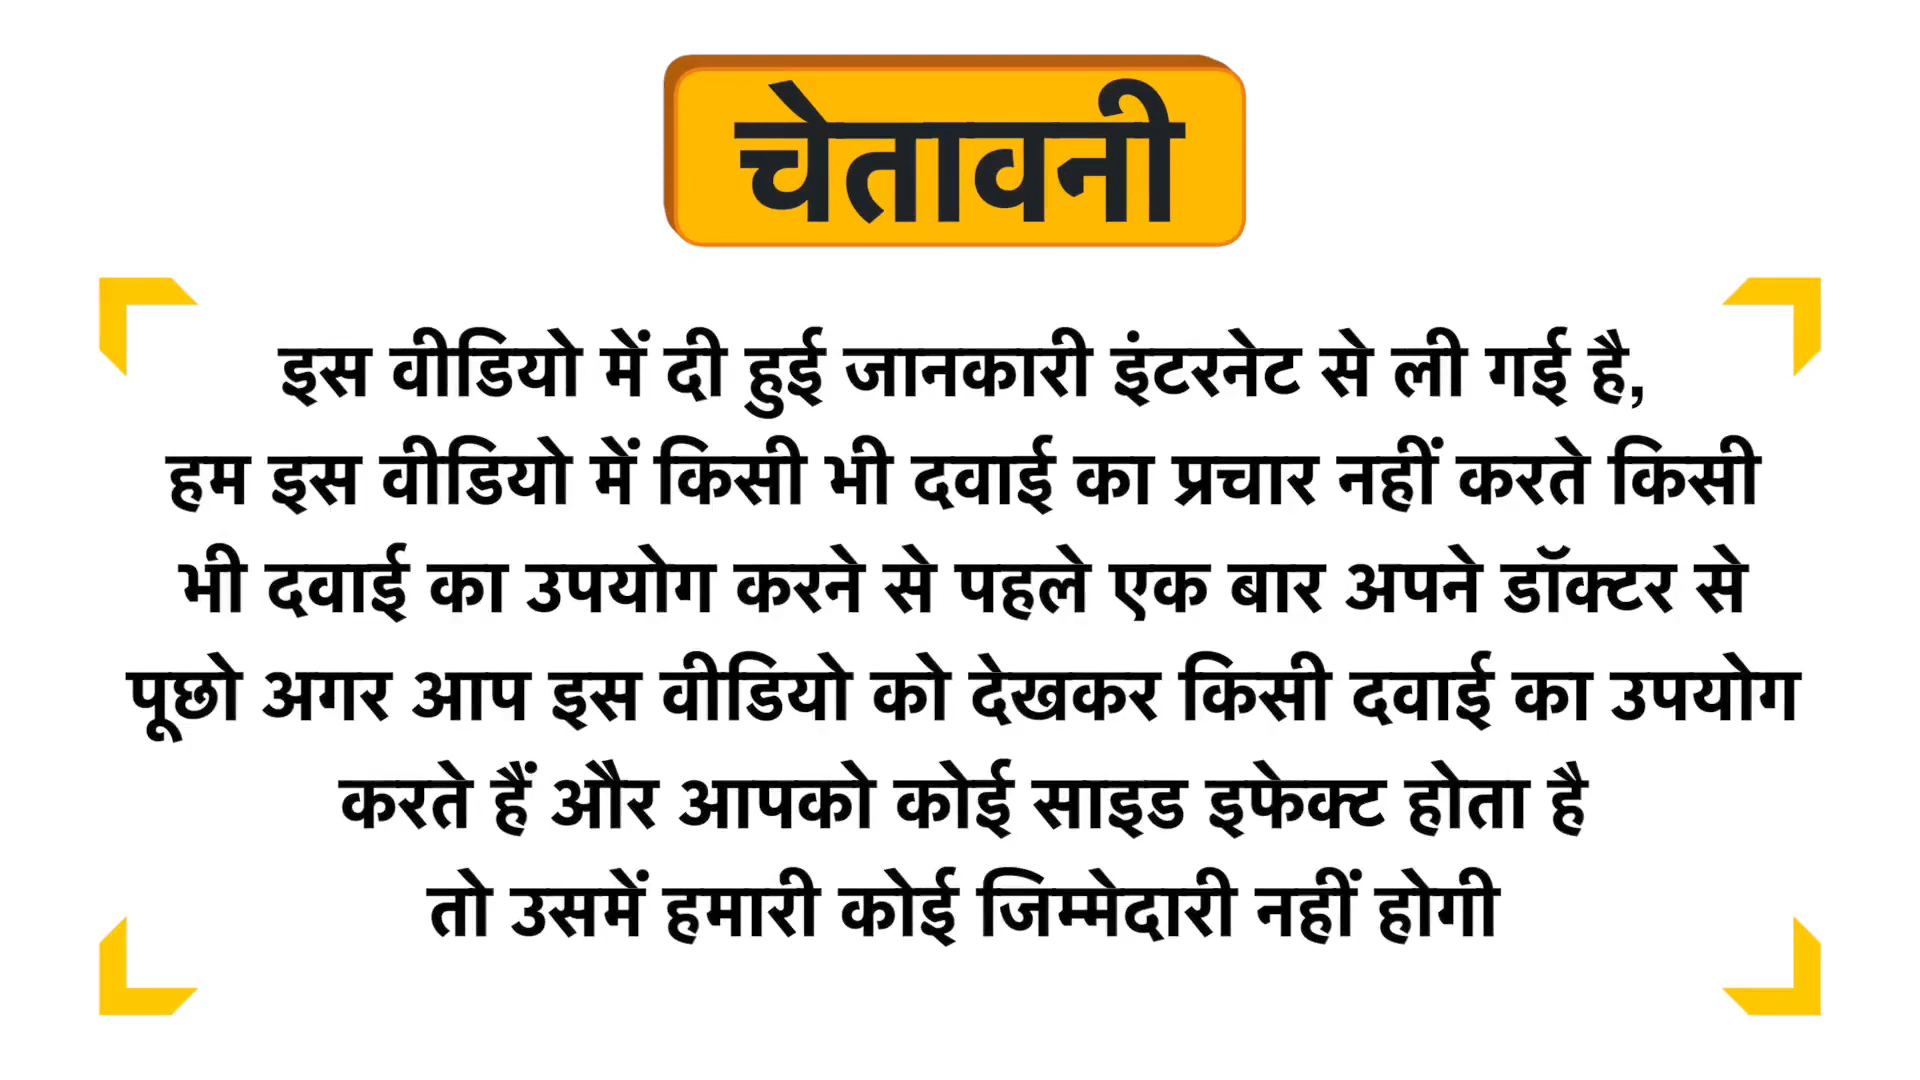 चेतावनी
इस वीडियो में दी हुई जानकारी इंटरनेट से ली गई है,
हम इस वीडियो में किसी भी दवाई का प्रचार नहीं करते किसी
भी दवाई का उपयोग करने से पहले एक बार अपने डॉक्टर से
पूछो अगर आप इस वीडियो को देखकर किसी दवाई का उपयोग
करते हैं और आपको कोई साइड इफेक्ट होता है
तो उसमें हमारी कोई जिम्मेदारी नहीं होगी